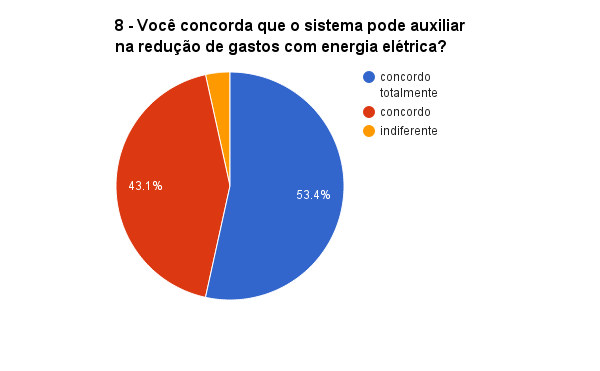 8 - Você concorda que o sistema pode auxiliar
na redução de gastos com energia elétrica?
concordo
totalmente
concordo
indiferente
43.1%
53.4%